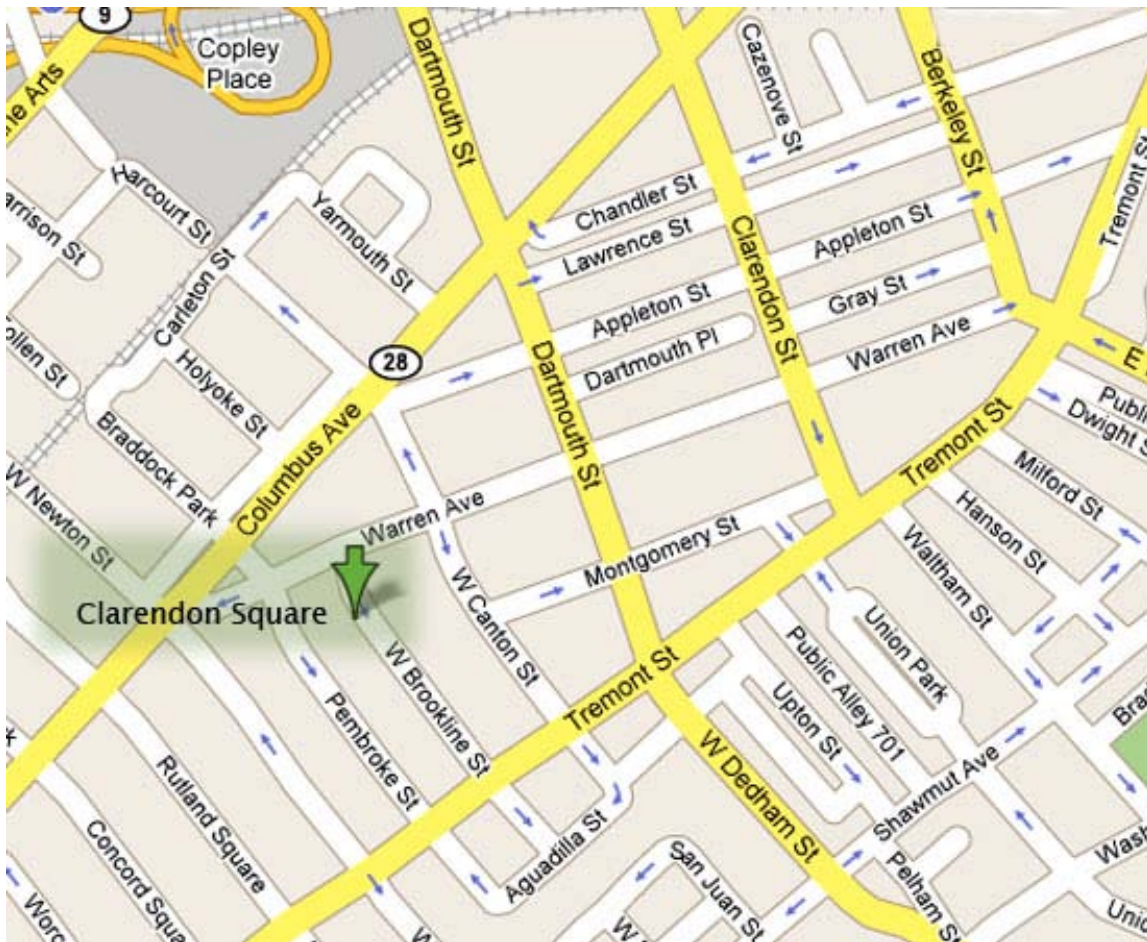 9
Copley
Place
Dartmouth St
Cazenove St
Berkeley St
Tremont St
Harcourt St
Yarmouth St
Chandler St
Lawrence St
Clarendon St
Appleton St
Carleton St
Appleton St
Gray St
Dartmouth Pl
Warren Ave
28
Holyoke St
Dartmouth St
Braddock Park
Columbus Ave
W Newton St
Warren Ave
Tremont St
Dwight St
Milford St
Hanson St
Waltham St
Montgomery St
Clarendon Square
W Canton St
W Brookline St
Pembroke St
Tremont St
Union Park
Public Alley 701
Upton St
W Dedham St
Shawmut Ave
Rutland Square
Aguadilla St
San Juan St
Pelham St